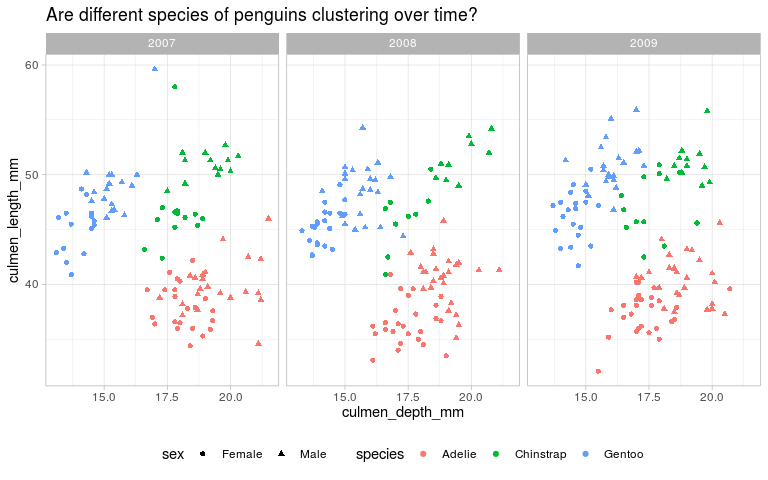 Are different species of penguins clustering over time?
2007 2008 2009
60
50
40
culmen_length_mm
15.0 17.5 20.0 15.0 17.5 20.0 15.0 17.5 20.0
culmen_depth_mm
sex Female Male species Adelie Chinstrap Gentoo